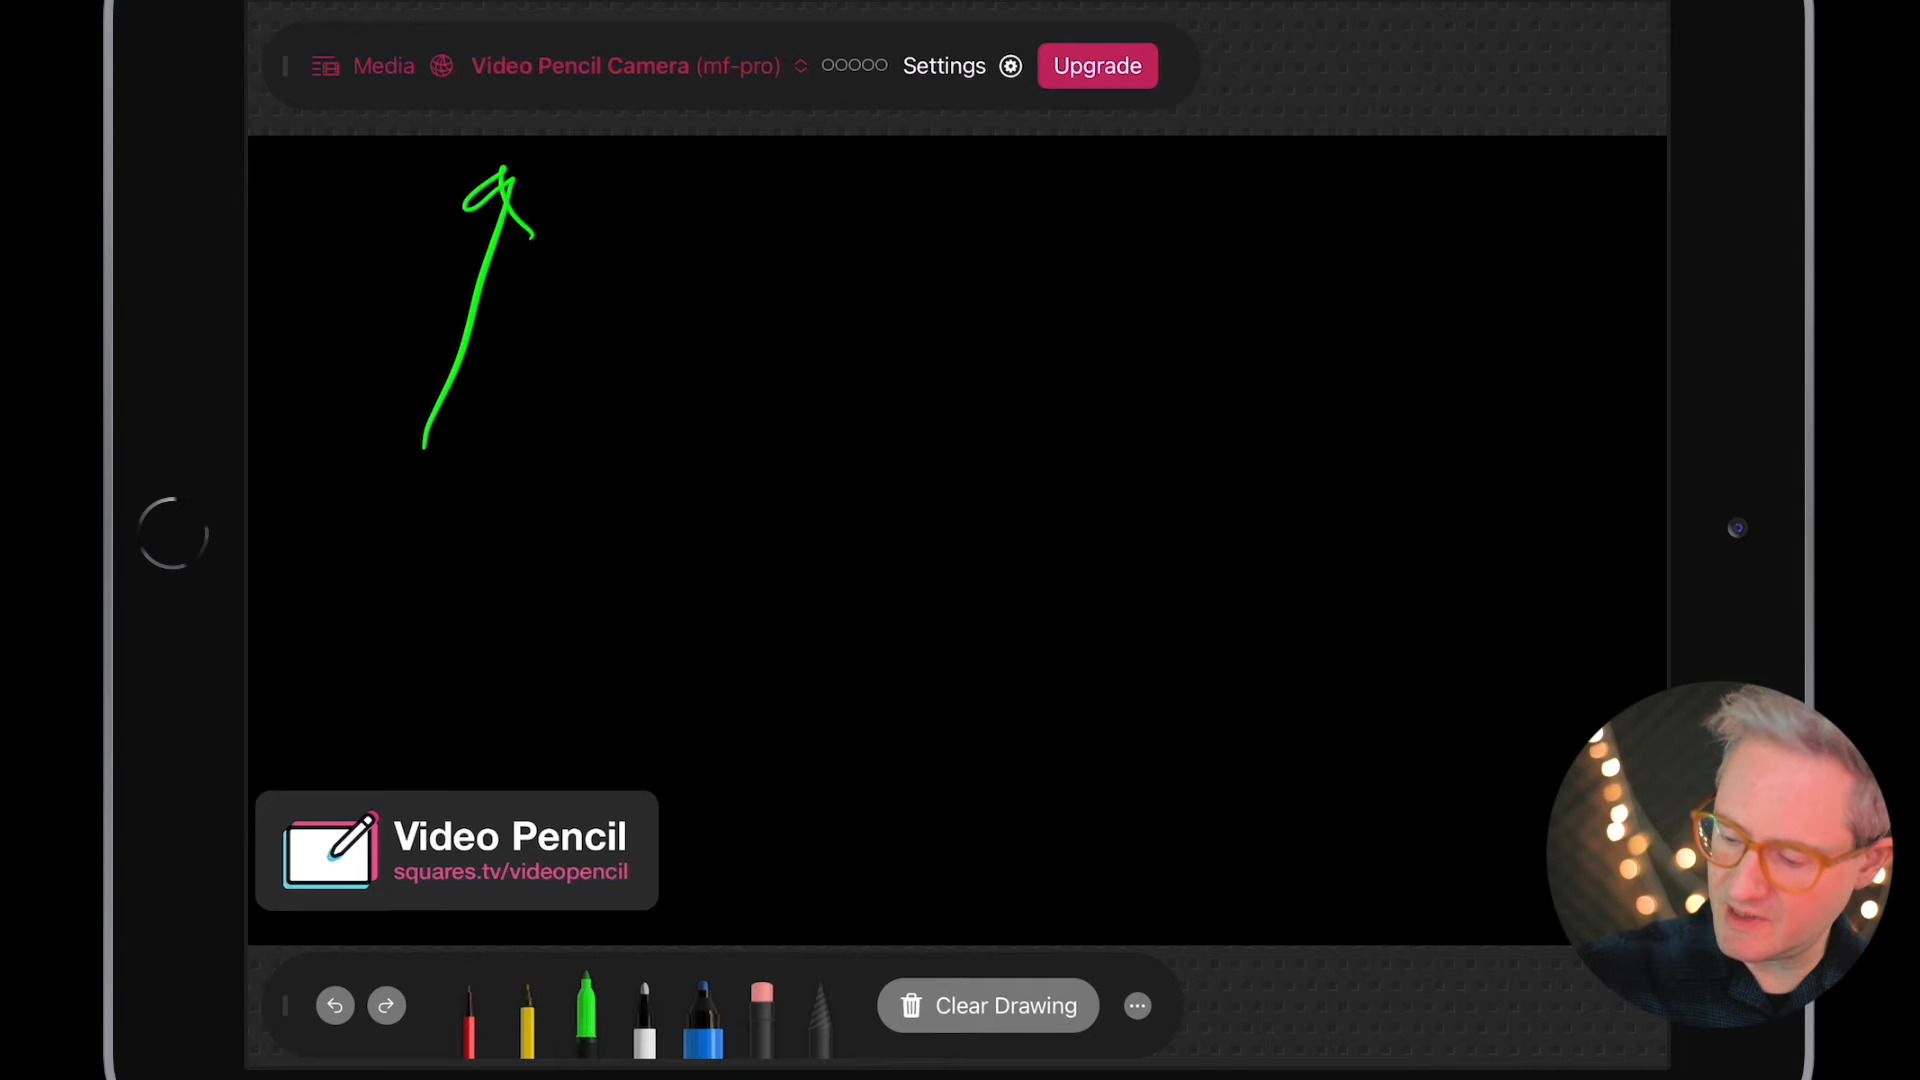 Media Video Pencil Camera (mf-pro) Settings Upgrade
Video Pencil
squares.tv/videopencil
Clear Drawing